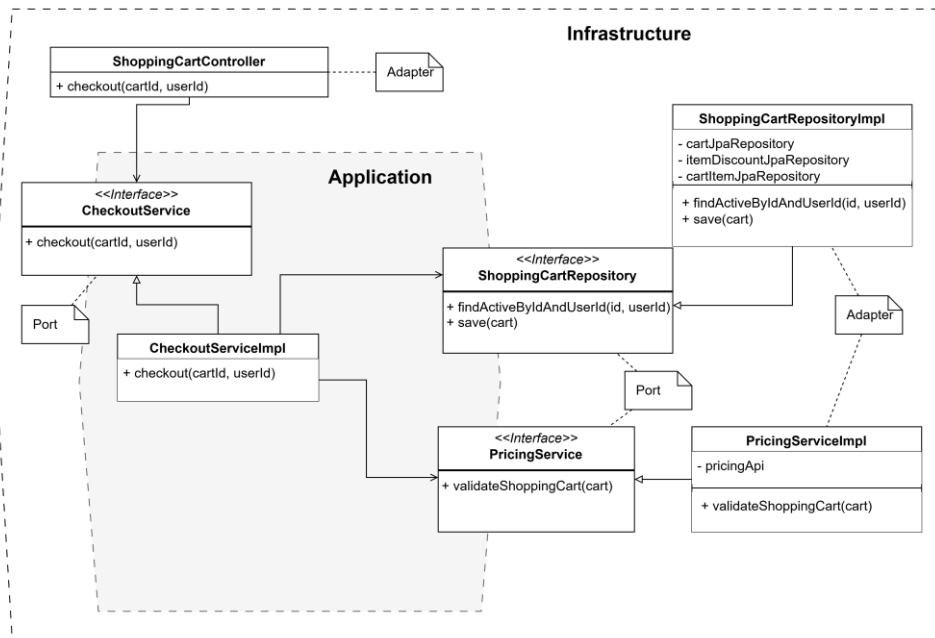 Infrastructure
ShoppingCartController
+ checkout(cartId, userId)
Adapter
ShoppingCartRepositoryImpl
- cartJpaRepository
- itemDiscountJpaRepository
- cartItemJpaRepository
+ findActiveByIdAndUserId(id, userId)
+ save(cart)
Application
<<Interface>>
CheckoutService
+ checkout(cartId, userId)
<<Interface>>
ShoppingCartRepository
+ findActiveByIdAndUserId(id, userId)
+ save(cart)
Port
Adapter
CheckoutServiceImpl
+ checkout(cartId, userId)
Port
<<Interface>>
PricingService
+ validateShoppingCart(cart)
PricingServiceImpl
- pricingApi
+ validateShoppingCart(cart)